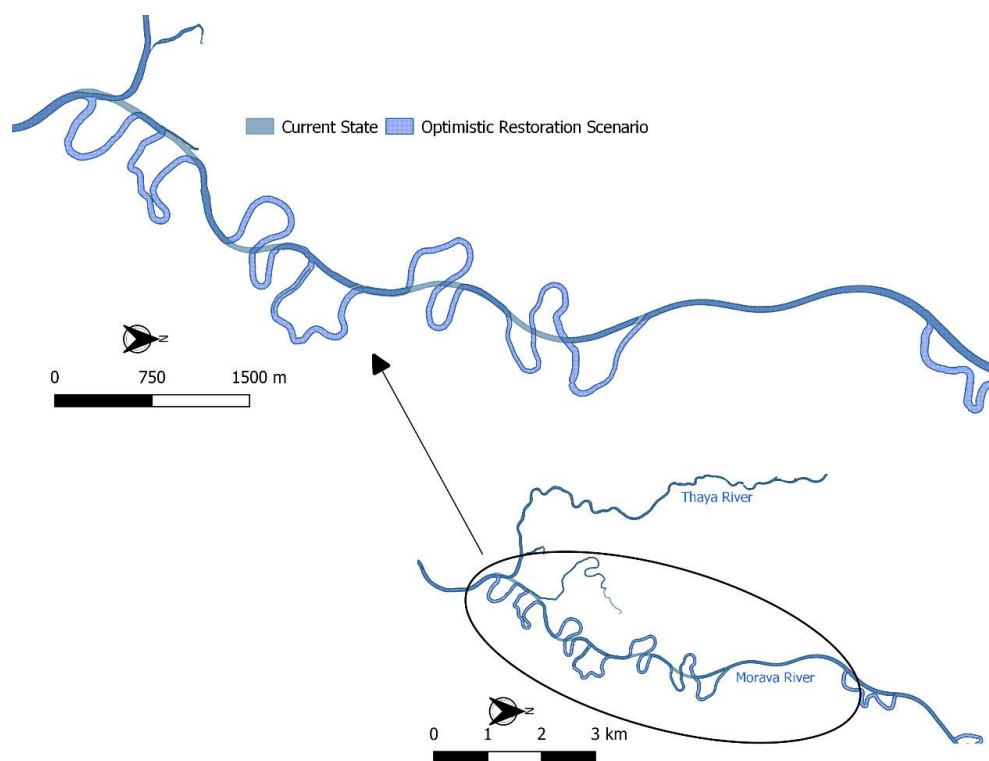 Current State
Optimistic Restoration Scenario
N
0 750 1500 m
Thaya River
Morava River
N
0 1 2 3 km